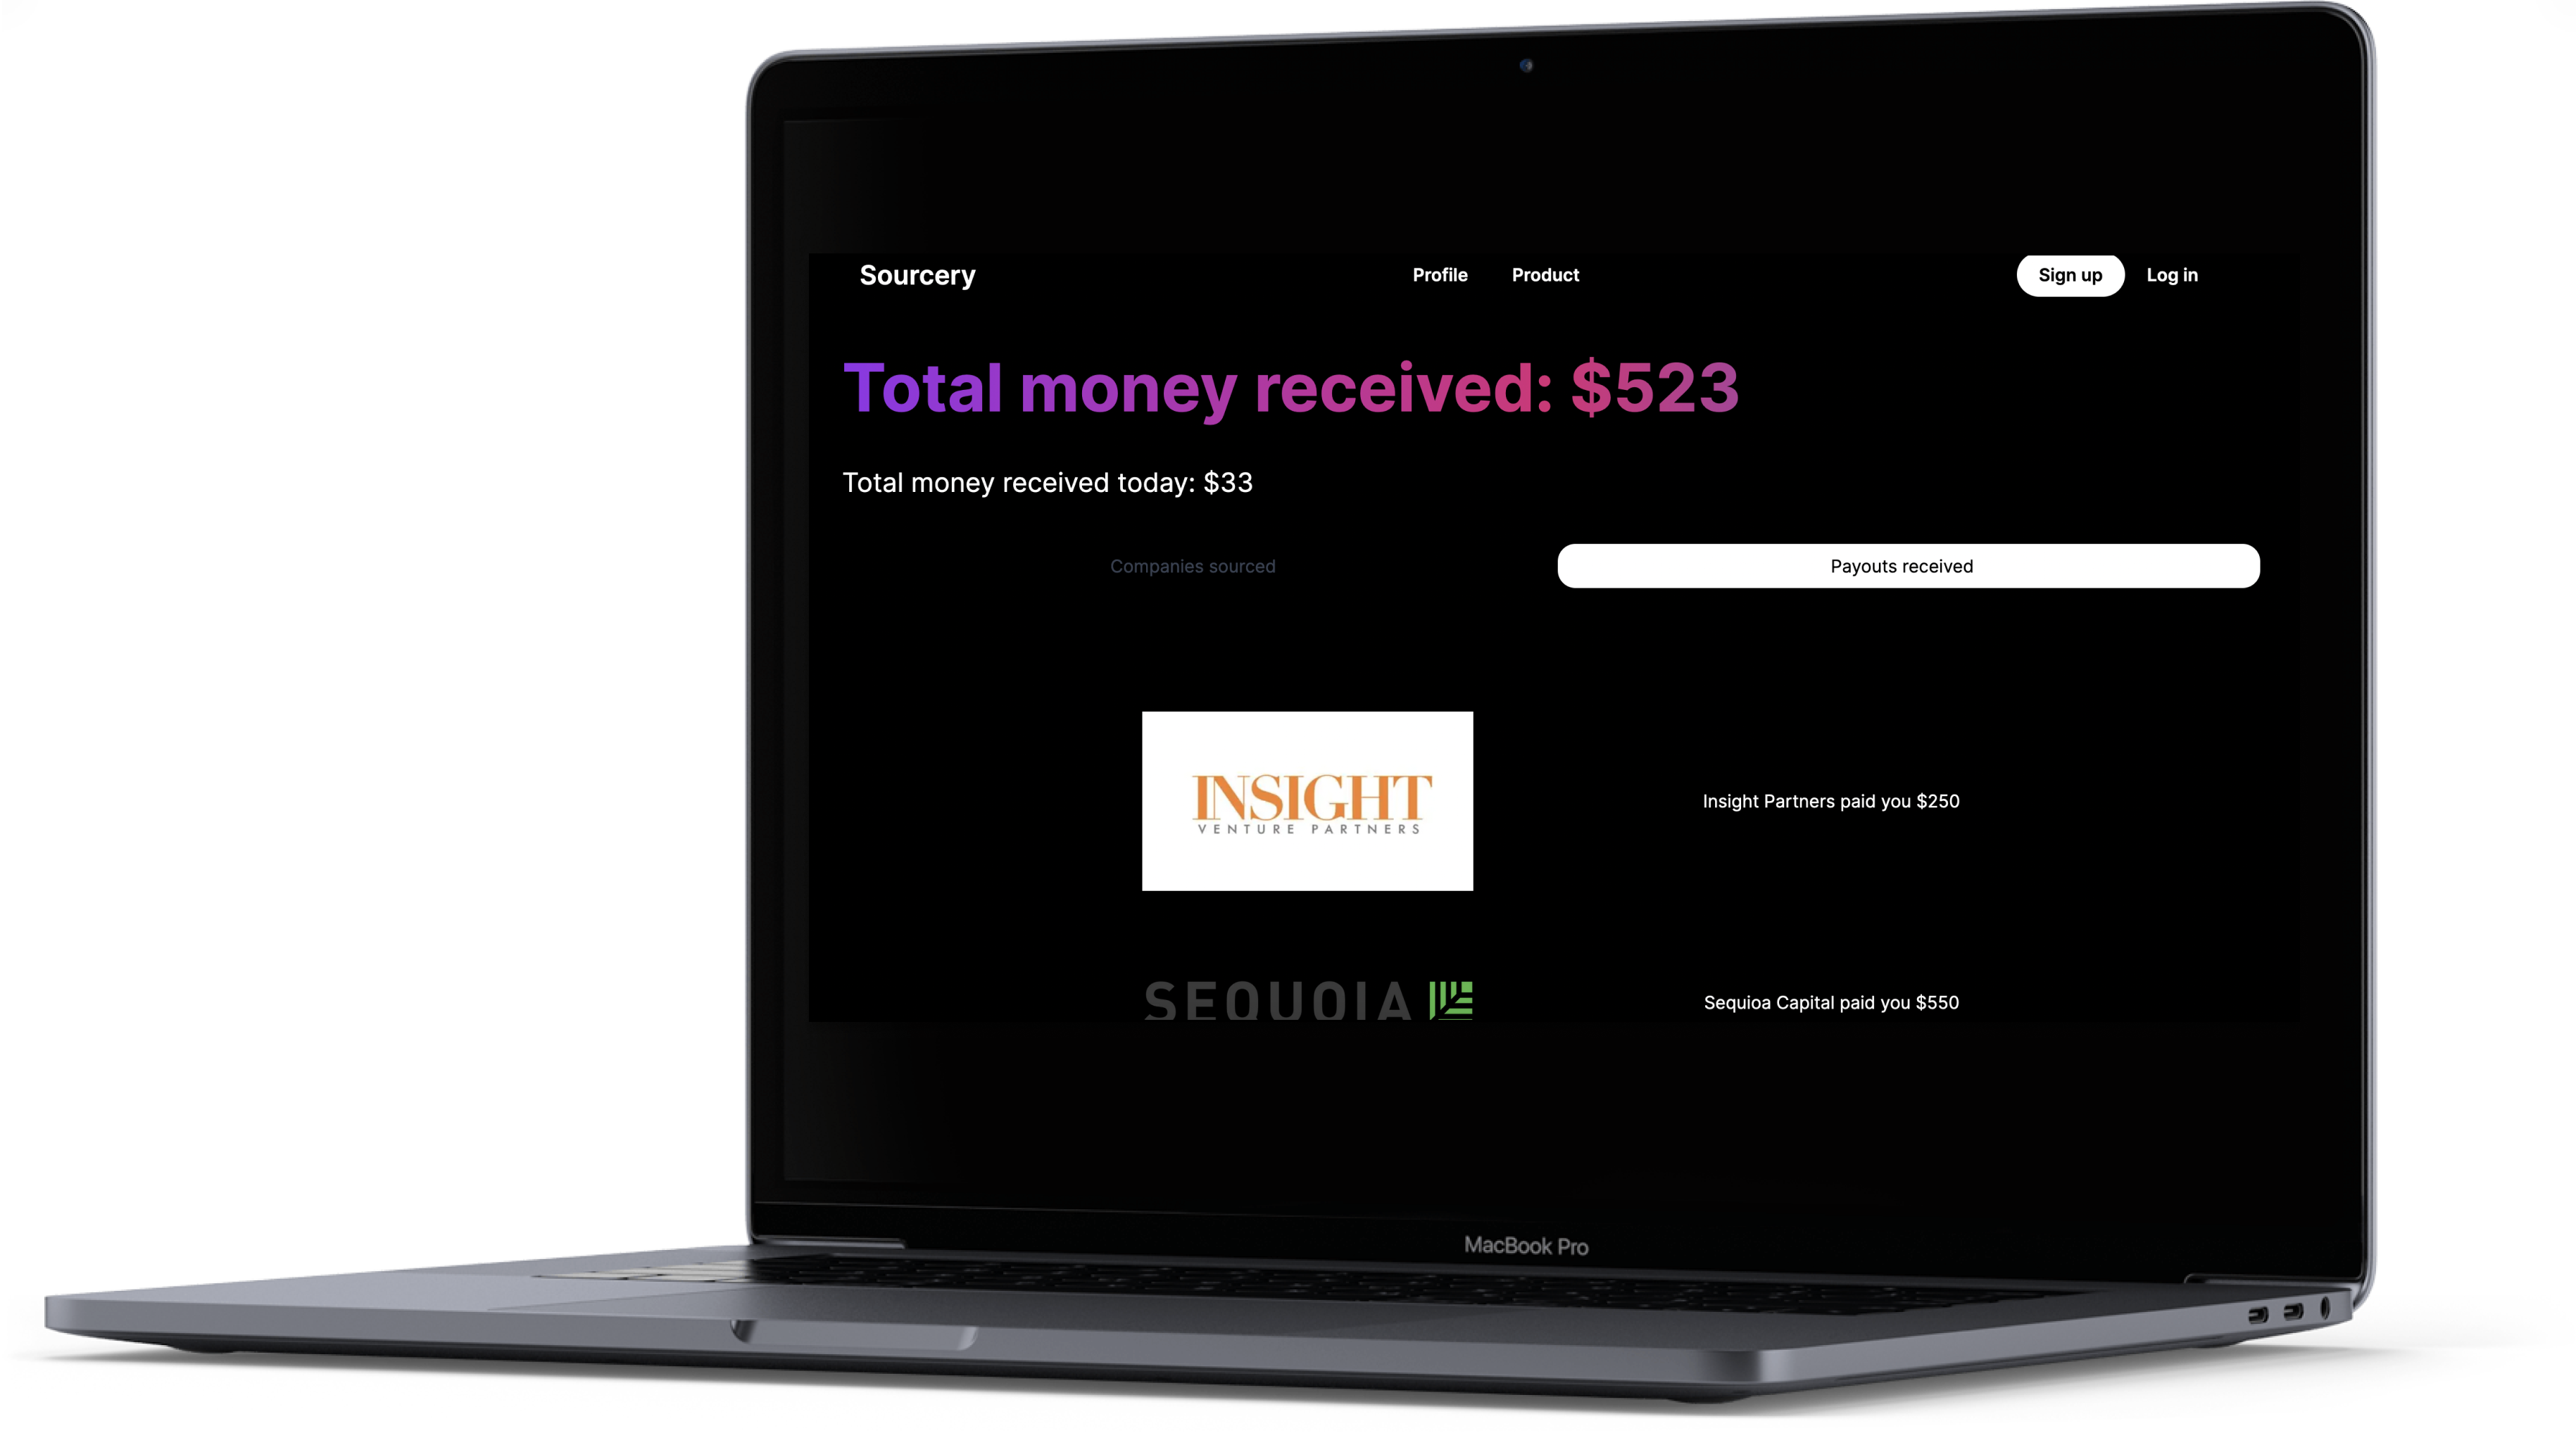 Sourcery
Profile
Product
Sign up
Log in
Total money received: $523
Total money received today: $33
Companies sourced
Payouts received
INSIGHT
VENTURE PARTNERS
Insight Partners paid you $250
SEQUOIA
Sequioa Capital paid you $550
MacBook Pro